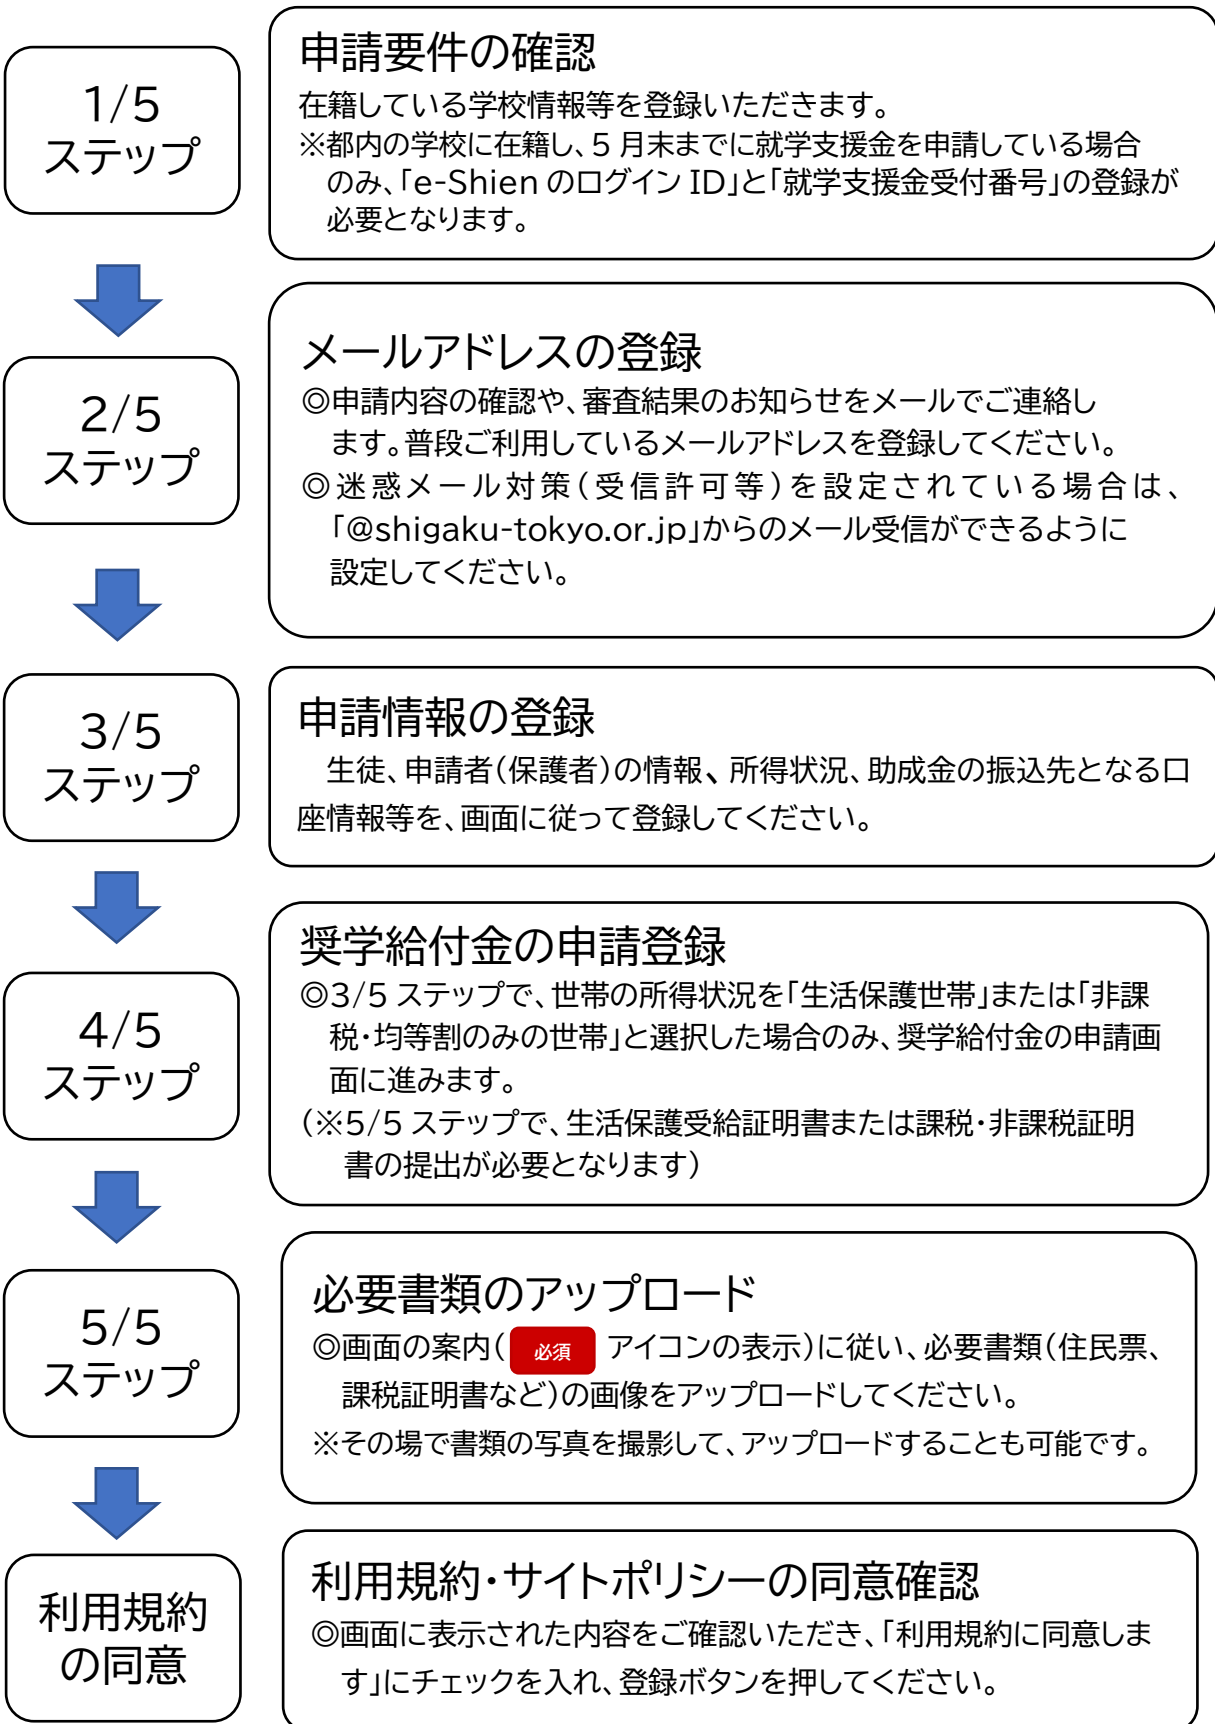 1/5
ステップ
申請要件の確認
在籍している学校情報等を登録いただきます。
※都内の学校に在籍し、5月末までに就学支援金を申請している場合
のみ、「e-Shienのログイン ID」と「就学支援金受付番号」の登録が
必要となります。
2/5
ステップ
メールアドレスの登録
◎申請内容の確認や、審査結果のお知らせをメールでご連絡し
ます。普段ご利用しているメールアドレスを登録してください。
◎迷惑メール対策(受信許可等)を設定されている場合は、
「@shigaku-tokyo.or.jp」からのメール受信ができるように
設定してください。
3/5
ステップ
申請情報の登録
生徒、申請者(保護者)の情報、所得状況、助成金の振込先となる口
座情報等を、画面に従って登録してください。
4/5
ステップ
奨学給付金の申請登録
◎3/5 ステップで、世帯の所得状況を「生活保護世帯」または「非課
税・均等割のみの世帯」と選択した場合のみ、奨学給付金の申請画
面に進みます。
(※5/5 ステップで、生活保護受給証明書または課税・非課税証明
書の提出が必要となります)
5/5
ステップ
必要書類のアップロード
◎画面の案内( 必須 アイコンの表示)に従い、必要書類(住民票、
課税証明書など)の画像をアップロードしてください。
※その場で書類の写真を撮影して、アップロードすることも可能です。
利用規約
の同意
利用規約・サイトポリシーの同意確認
◎画面に表示された内容をご確認いただき、「利用規約に同意しま
す」にチェックを入れ、登録ボタンを押してください。